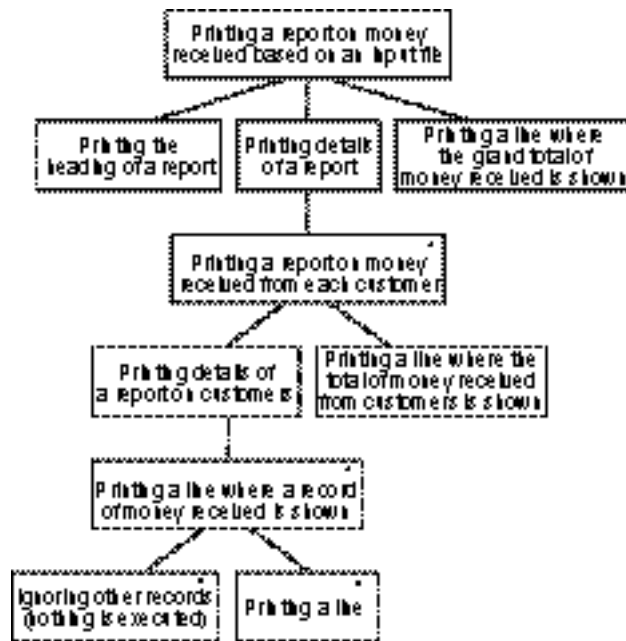 Printing a report on money
received based on an input file
Printing the
heading of a report
Printing details
of a report
Printing a line where
the grand total of
money received is shown
*
Printing a report on money
received from each customer
Printing details of
a report on customers
Printing a line where the
total of money received
from customers is shown
*
Printing a line where a record
of money received is shown
Ignoring other records
(nothing is executed)
Printing a line